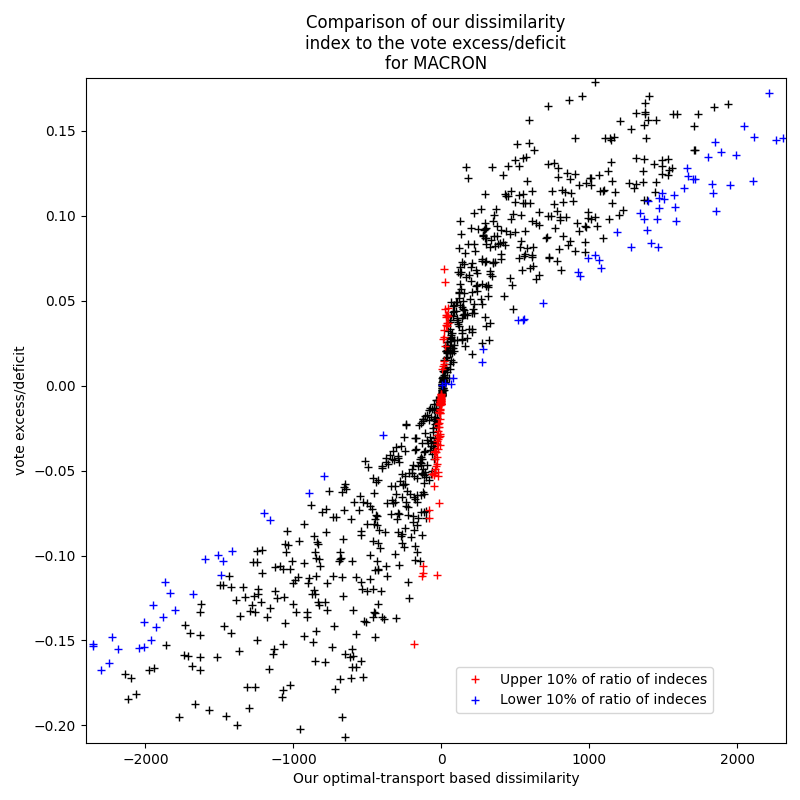 Comparison of our dissimilarity
index to the vote excess/deficit
for MACRON
vote excess/deficit
0.15
0.10
0.05
0.00
−0.05
−0.10
−0.15
−0.20
Upper 10% of ratio of indeces
Lower 10% of ratio of indeces
−2000
−1000
0
1000
2000
Our optimal-transport based dissimilarity